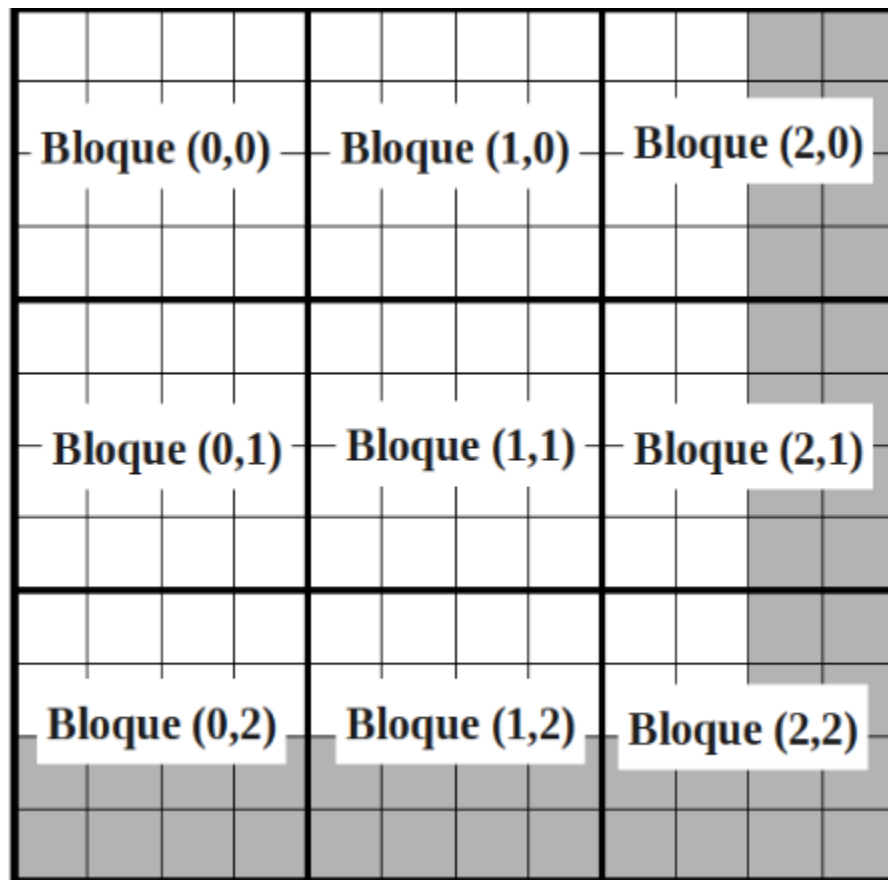 Bloque (0,0)
Bloque (1,0)
Bloque (2,0)
Bloque (0,1)
Bloque (1,1)
Bloque (2,1)
Bloque (0,2)
Bloque (1,2)
Bloque (2,2)